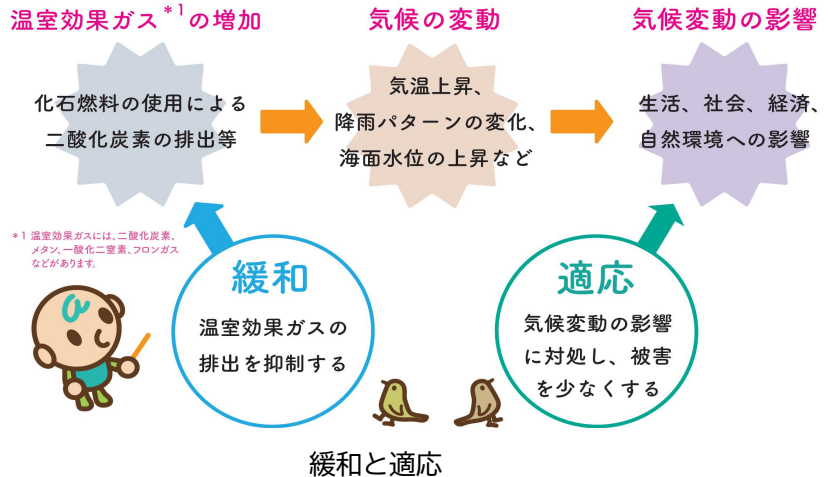 温室効果ガス*1の増加
化石燃料の使用による
二酸化炭素の排出等
気候の変動
気温上昇、
降雨パターンの変化、
海面水位の上昇など
気候変動の影響
生活、社会、経済、
自然環境への影響
*1 温室効果ガスには、二酸化炭素、
メタン、一酸化二窒素、フロンガス
などがあります。
緩和
温室効果ガスの
排出を抑制する
適応
気候変動の影響
に対処し、被害
を少なくする
緩和と適応